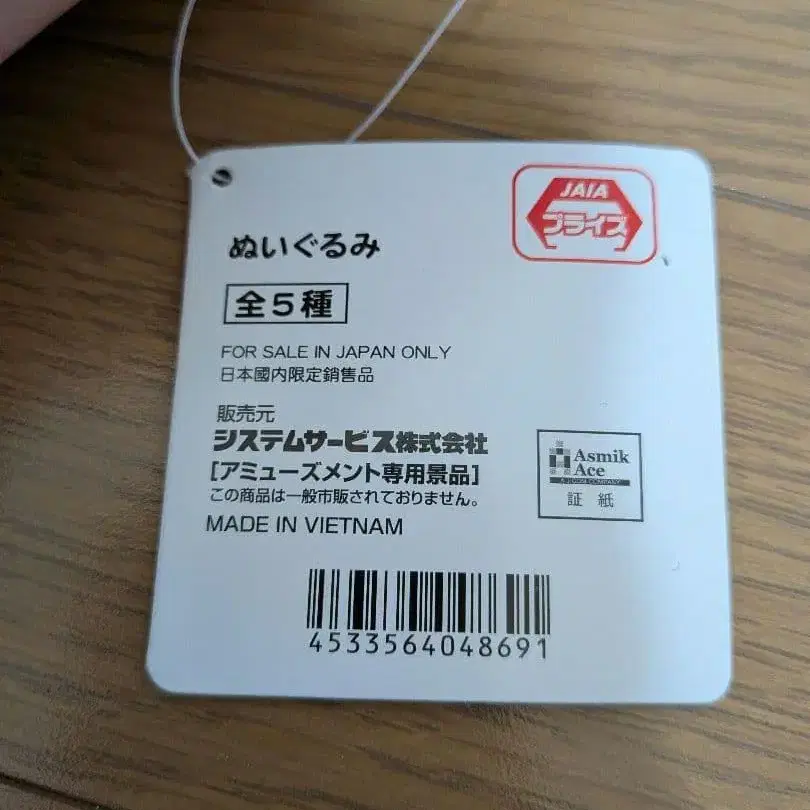 JAIA
プライズ
ぬいぐるみ
全5種
FOR SALE IN JAPAN ONLY
日本國内限定銷售品
販売元
システムサービス株式会社
[アミューズメント専用景品]
この商品は一般市販されておりません。
MADE IN VIETNAM
Asmik
Ace
A J:COM COMPANY
証紙
4533564048691